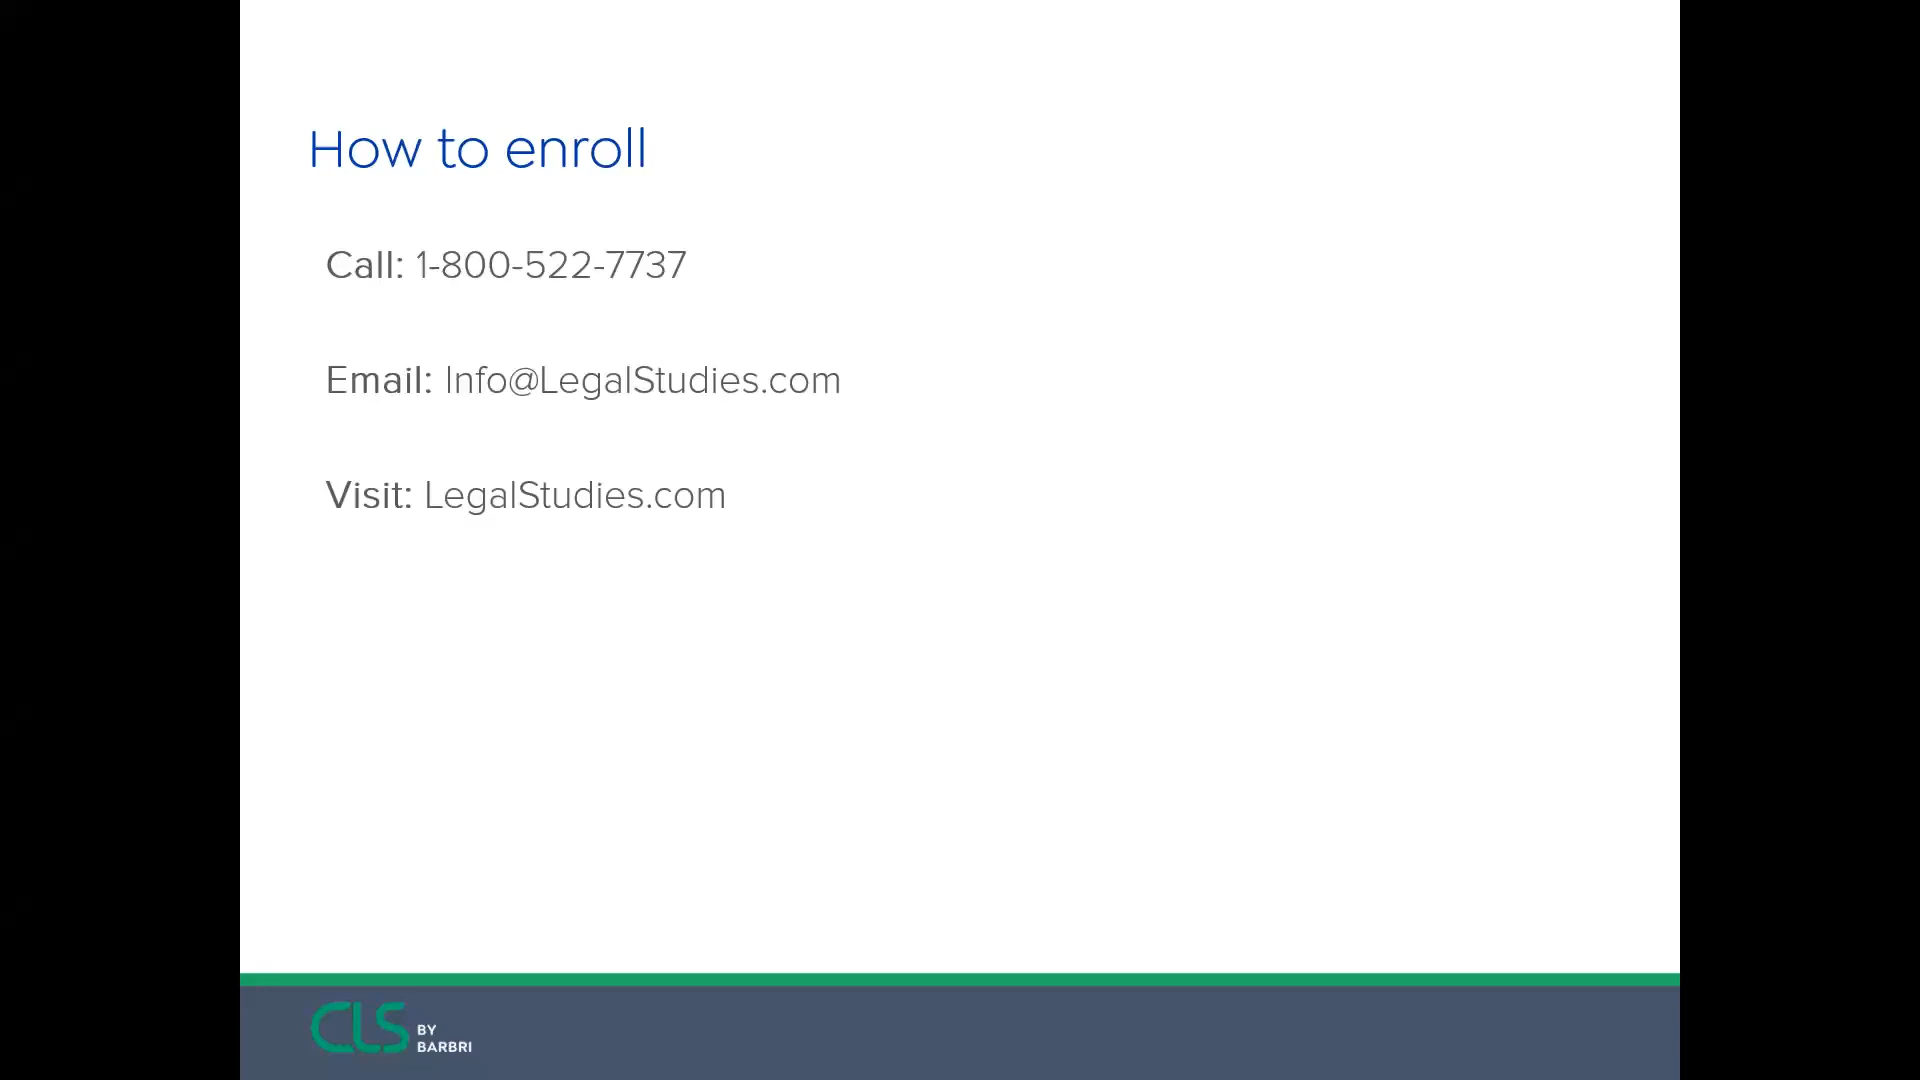 How to enroll
Call: 1-800-522-7737
Email: Info@LegalStudies.com
Visit: LegalStudies.com
CLS BY
BARBRI